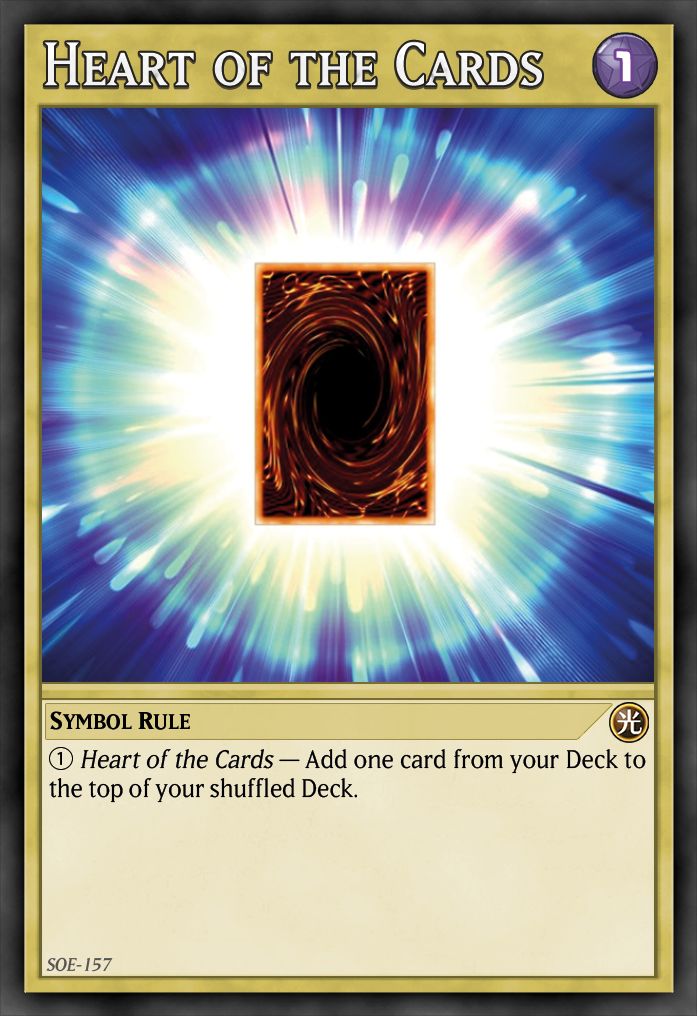 Heart of the Cards
1
Symbol Rule
光
① Heart of the Cards — Add one card from your Deck to
the top of your shuffled Deck.
SOE-157